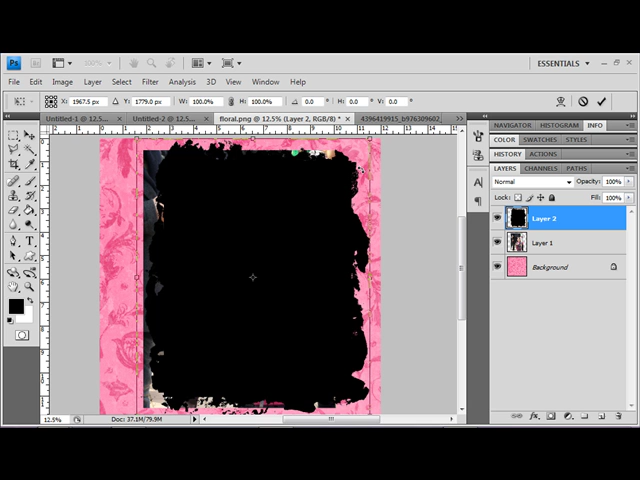 Ps 100% ESSENTIALS
File Edit Image Layer Select Filter Analysis 3D View Window Help
X: 1967.5 px Y: 1779.0 px W: 100.0% H: 100.0% 0.0 ° H: 0.0 ° V: 0.0 °
Untitled-1 @ 12.5... × Untitled-2 @ 12.5... × floral.png @ 12.5% (Layer 2, RGB/8) * × 4396419915_b976309602_
NAVIGATOR HISTOGRAM INFO
COLOR SWATCHES STYLES
HISTORY ACTIONS
LAYERS CHANNELS PATHS
Normal Opacity: 100%
Lock: Fill: 100%
Layer 2
Layer 1
Background
12.5% Doc: 37.1M/79.9M